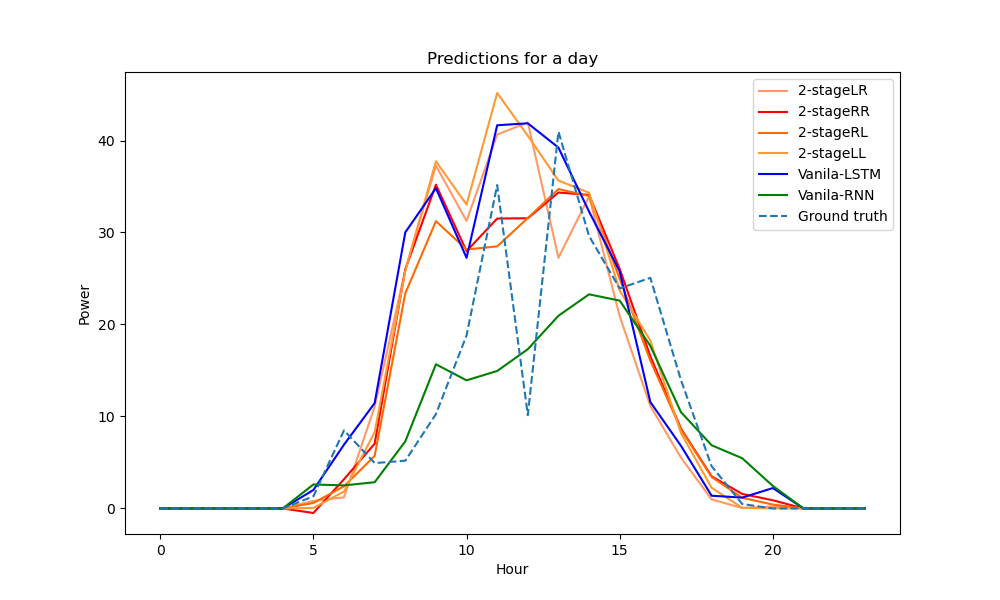 Predictions for a day
2-stageLR
2-stageRR
2-stageRL
2-stageLL
Vanila-LSTM
Vanila-RNN
Ground truth
Power
40
30
20
10
0
0 5 10 15 20
Hour